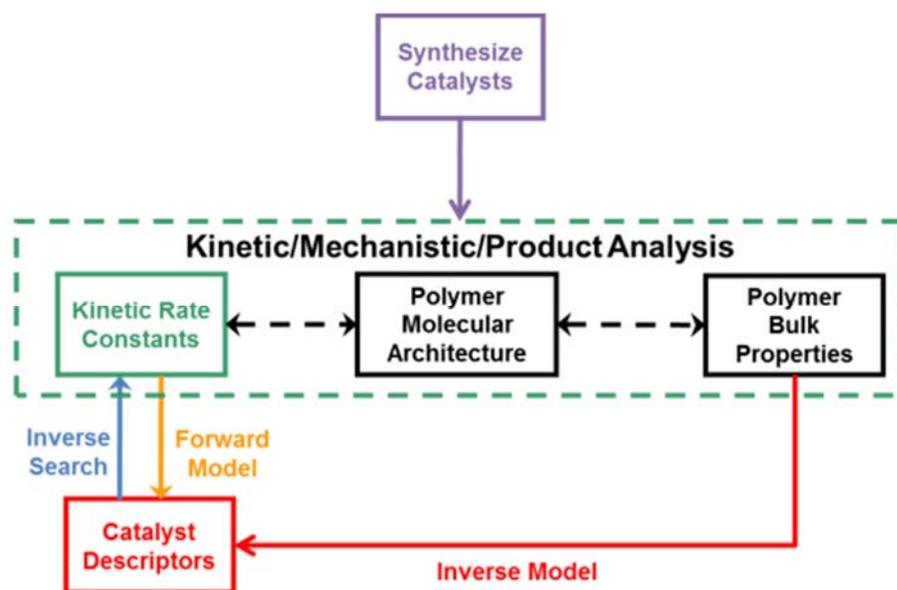 Synthesize
Catalysts
Kinetic/Mechanistic/Product Analysis
Kinetic Rate
Constants
Polymer
Molecular
Architecture
Polymer
Bulk
Properties
Inverse
Search
Forward
Model
Catalyst
Descriptors
Inverse Model